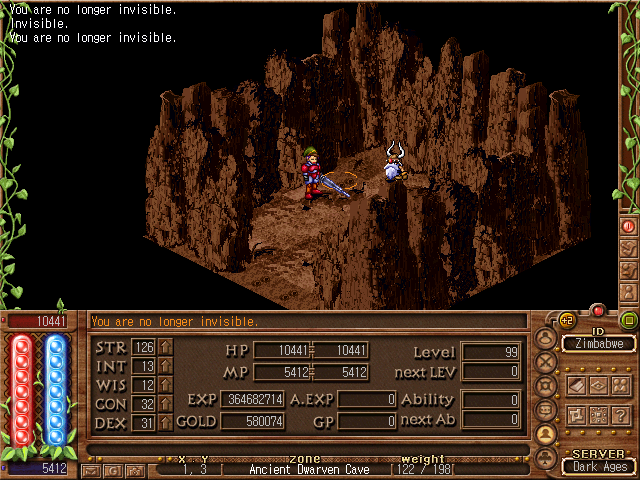 You are no longer invisible.
Invisible.
You are no longer invisible.
10441
You are no longer invisible.
+2
ID
Zimbabwe
STR 126
INT 13
WIS 12
CON 32
DEX 31
HP 10441 10441
MP 5412 5412
EXP 364682714 A.EXP 0
GOLD 580074 GP 0
Level 99
next LEV 0
Ability 0
next Ab 0
?
SERVER
Dark Ages
5412
G
x, y zone weight
1, 3 [ Ancient Dwarven Cave [122 / 198[